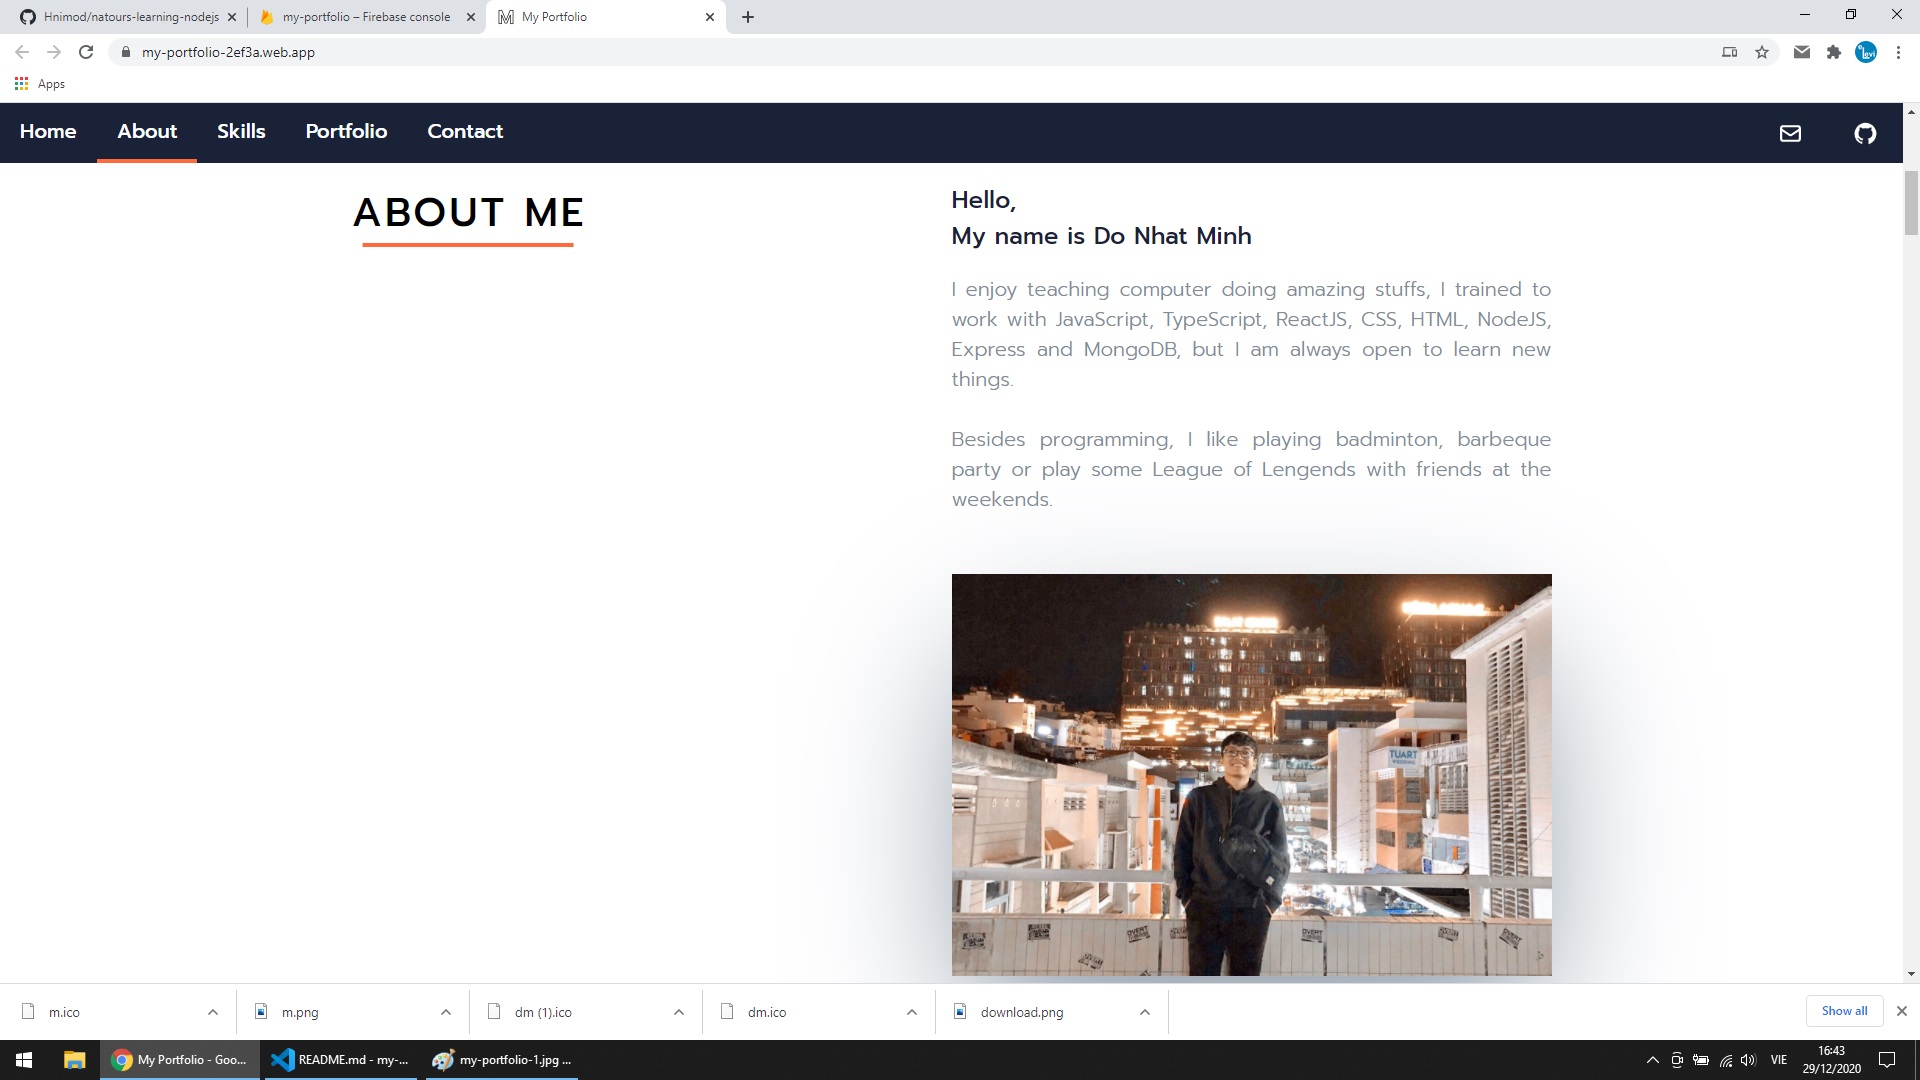 Hnimod/natours-learning-nodejs
my-portfolio – Firebase console
My Portfolio
my-portfolio-2ef3a.web.app
Levi
Apps
Home
About
Skills
Portfolio
Contact
ABOUT ME
Hello,
My name is Do Nhat Minh
I enjoy teaching computer doing amazing stuffs, I trained to
work with JavaScript, TypeScript, ReactJS, CSS, HTML, NodeJS,
Express and MongoDB, but I am always open to learn new
things.
Besides programming, I like playing badminton, barbeque
party or play some League of Lengends with friends at the
weekends.
TUART
OVERT
OVERT
OVERT
OVERT
m.ico
m.png
dm (1).ico
dm.ico
download.png
Show all
My Portfolio - Goo...
README.md - my-...
my-portfolio-1.jpg ...
VIE
16:43
29/12/2020